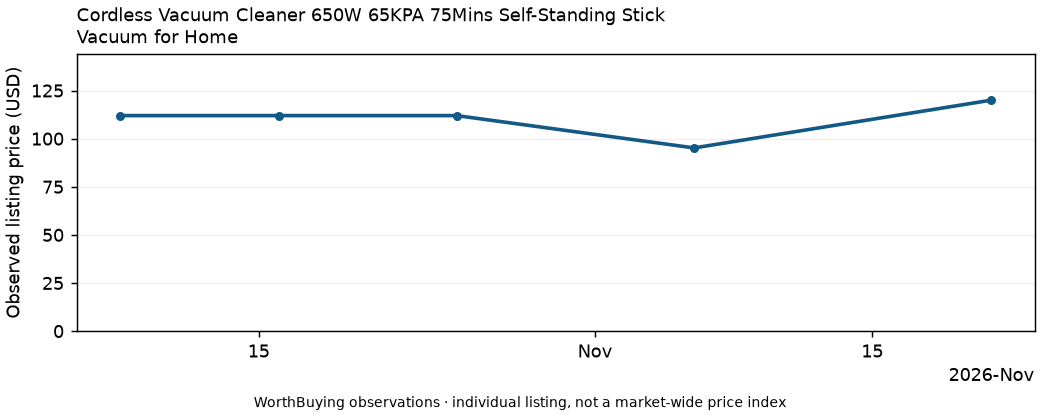 Cordless Vacuum Cleaner 650W 65KPA 75Mins Self-Standing Stick
Vacuum for Home
Observed listing price (USD)
125
100
75
50
25
0
15
Nov
15
2026-Nov
WorthBuying observations · individual listing, not a market-wide price index